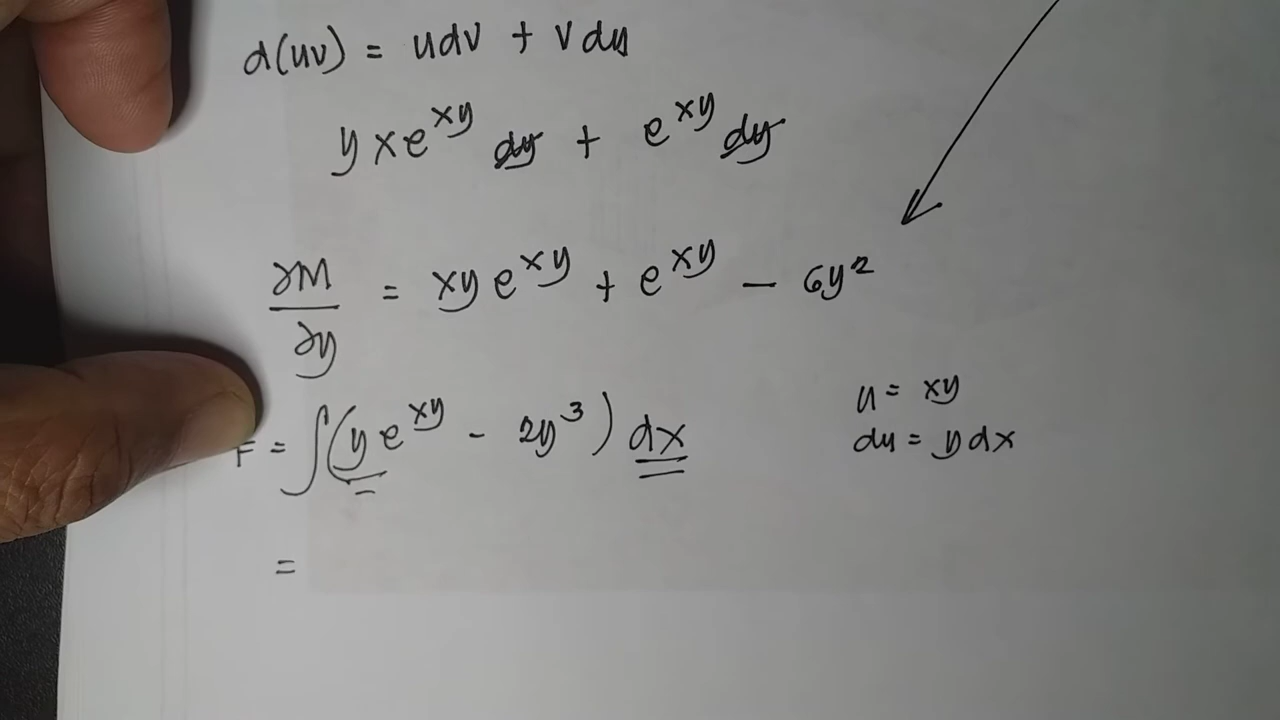 d(uv) = udv + vdu
yxe^xy dy + e^xy dy
∂M/∂y = xye^xy + e^xy - 6y²
u = xy
F = ∫(ye^xy - 2y³) dx
du = ydx
=